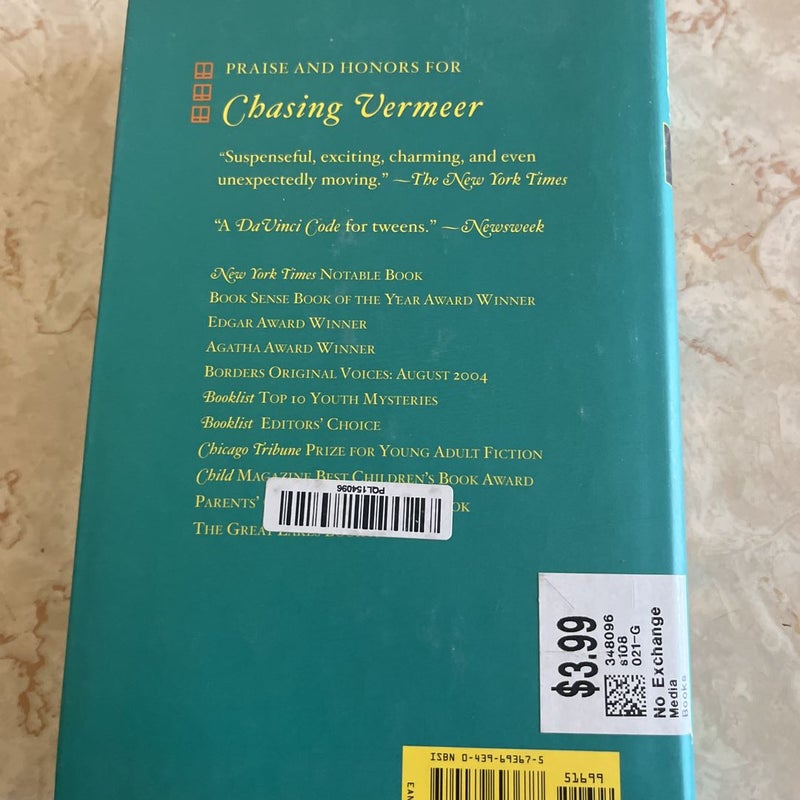 PRAISE AND HONORS FOR
Chasing Vermeer
"Suspenseful, exciting, charming, and even
unexpectedly moving." —The New York Times
"A DaVinci Code for tweens." —Newsweek
New York Times NOTABLE BOOK
BOOK SENSE BOOK OF THE YEAR AWARD WINNER
EDGAR AWARD WINNER
AGATHA AWARD WINNER
BORDERS ORIGINAL VOICES: AUGUST 2004
Booklist TOP 10 YOUTH MYSTERIES
Booklist EDITORS' CHOICE
Chicago Tribune PRIZE FOR YOUNG ADULT FICTION
Child MAGAZINE BEST CHILDREN'S BOOK AWARD
PARENTS'
THE GREAT LAKES
PQL154096
$3.99
348096
s108
021-G
No Exchange
Media
Books
ISBN 0-439-69367-5
51699
EAN